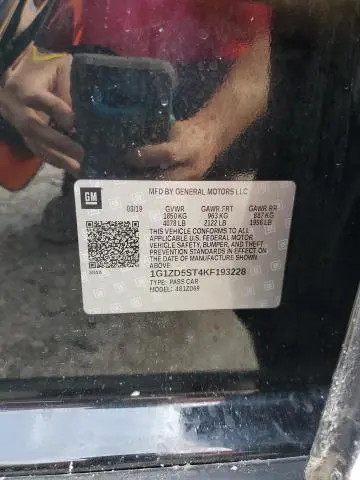 GM
MFD BY GENERAL MOTORS LLC
03/19 GVWR GAWR FRT GAWR RR
1850 KG 963 KG 887 KG
4078 LB 2122 LB 1956 LB
THIS VEHICLE CONFORMS TO ALL
APPLICABLE U.S. FEDERAL MOTOR
VEHICLE SAFETY, BUMPER, AND THEFT
PREVENTION STANDARDS IN EFFECT ON
THE DATE OF MANUFACTURE SHOWN
ABOVE.
1G1ZD5ST4KF193228
TYPE: PASS CAR
MODEL: 481ZD69